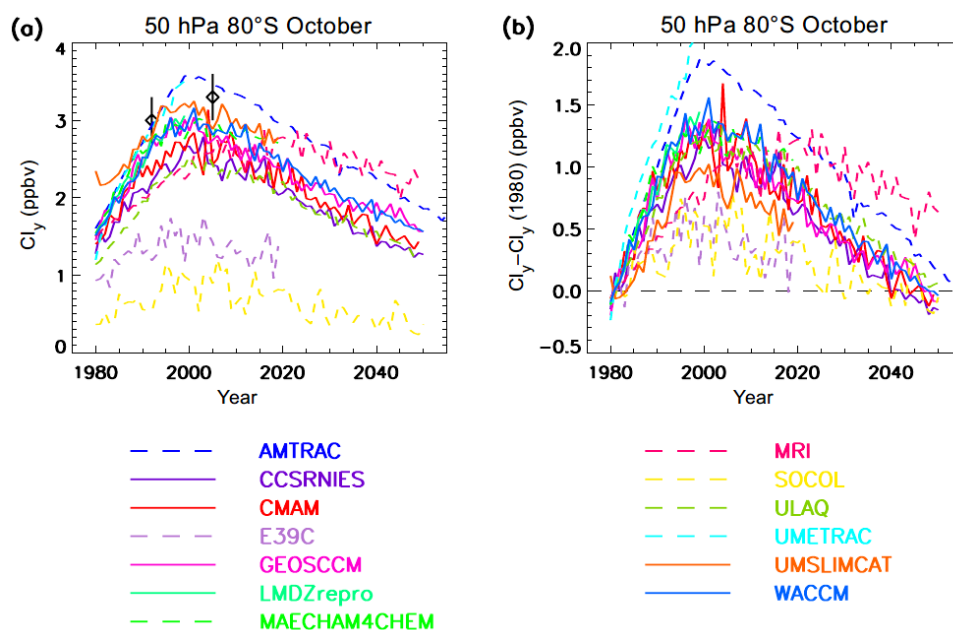 (a) 50 hPa 80°S October
4
3
2
1
0
Cly (ppbv)
1980 2000 2020 2040
Year
(b) 50 hPa 80°S October
2.0
1.5
1.0
0.5
0.0
−0.5
Cly−Cly (1980) (ppbv)
1980 2000 2020 2040
Year
AMTRAC
CCSRNIES
CMAM
E39C
GEOSCCM
LMDZrepro
MAECHAM4CHEM
MRI
SOCOL
ULAQ
UMETRAC
UMSLIMCAT
WACCM